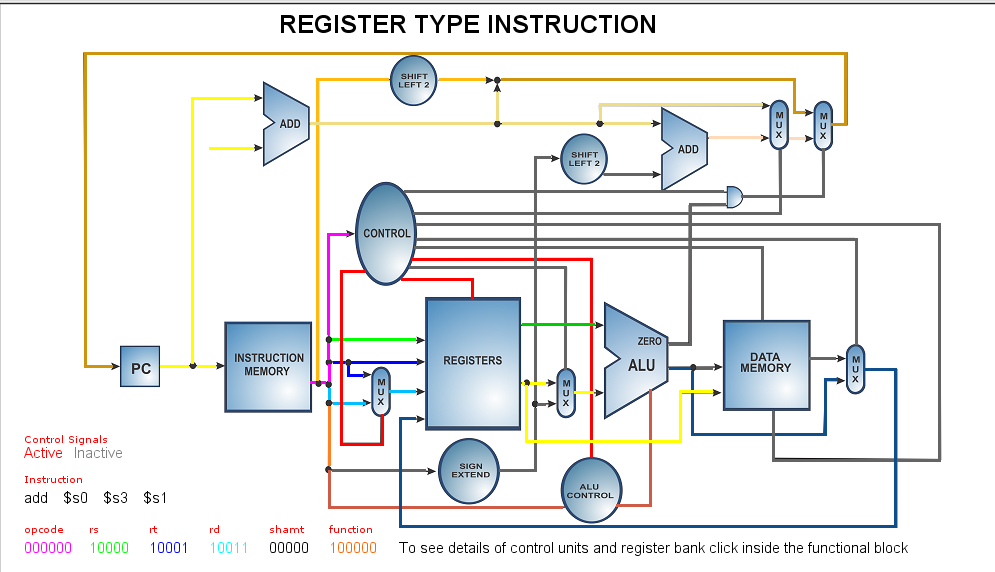 REGISTER TYPE INSTRUCTION
SHIFT
LEFT 2
ADD
M
U
X
M
U
X
SHIFT
LEFT 2
ADD
CONTROL
PC
INSTRUCTION
MEMORY
REGISTERS
M
U
X
M
U
X
ZERO
ALU
DATA
MEMORY
M
U
X
SIGN
EXTEND
ALU
CONTROL
Control Signals
Active Inactive
Instruction
add $s0 $s3 $s1
opcode rs rt rd shamt function
000000 10000 10001 10011 00000 100000 To see details of control units and register bank click inside the functional block